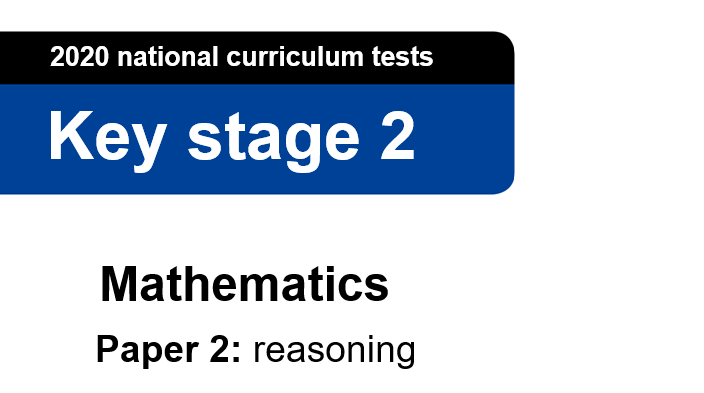 2020 national curriculum tests
Key stage 2
Mathematics
Paper 2: reasoning